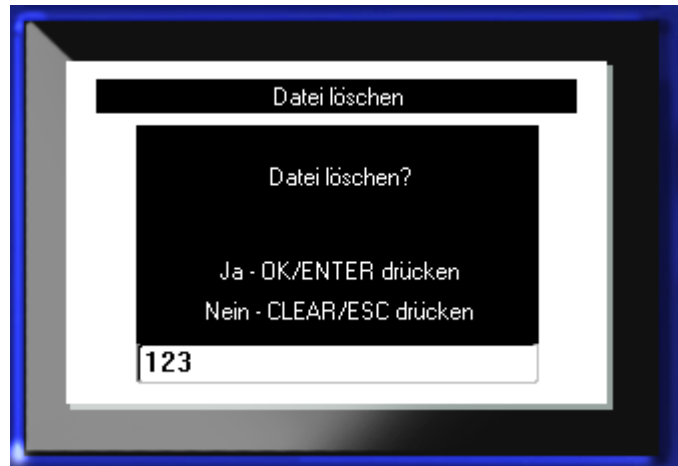 Datei löschen
Datei löschen?
Ja - OK/ENTER drücken
Nein - CLEAR/ESC drücken
123